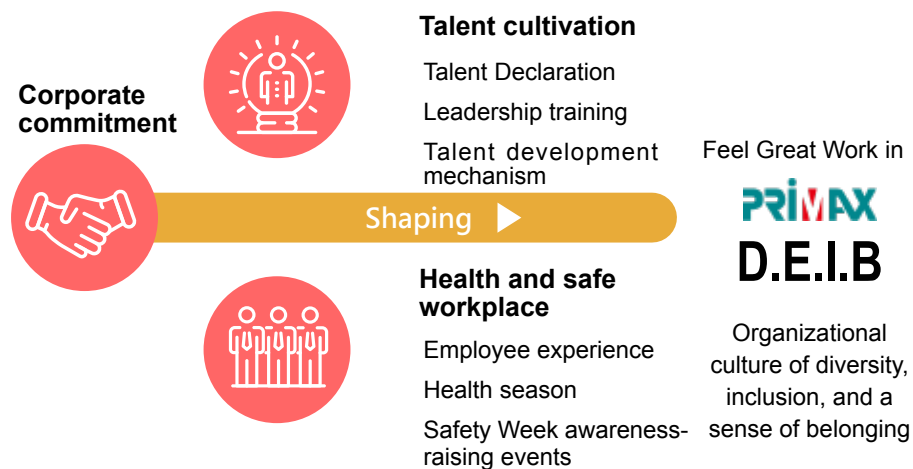 Corporate
commitment
Talent cultivation
Talent Declaration
Leadership training
Talent development
mechanism
Shaping
Health and safe
workplace
Employee experience
Health season
Safety Week awareness-
raising events
Feel Great Work in
PRIMAX
D.E.I.B
Organizational
culture of diversity,
inclusion, and a
sense of belonging